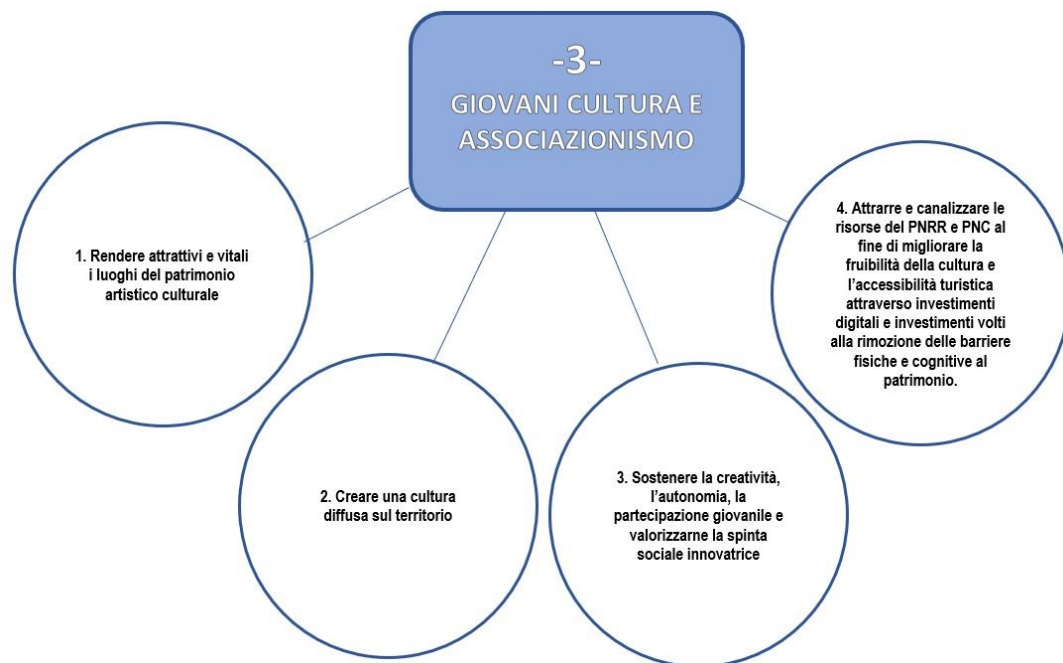 -3-
GIOVANI CULTURA E
ASSOCIAZIONISMO
1. Rendere attrattivi e vitali
i luoghi del patrimonio
artistico culturale
2. Creare una cultura
diffusa sul territorio
3. Sostenere la creatività,
l'autonomia, la
partecipazione giovanile e
valorizzarne la spinta
sociale innovatrice
4. Attrarre e canalizzare le
risorse del PNRR e PNC al
fine di migliorare la
fruibilità della cultura e
l'accessibilità turistica
attraverso investimenti
digitali e investimenti volti
alla rimozione delle barriere
fisiche e cognitive al
patrimonio.